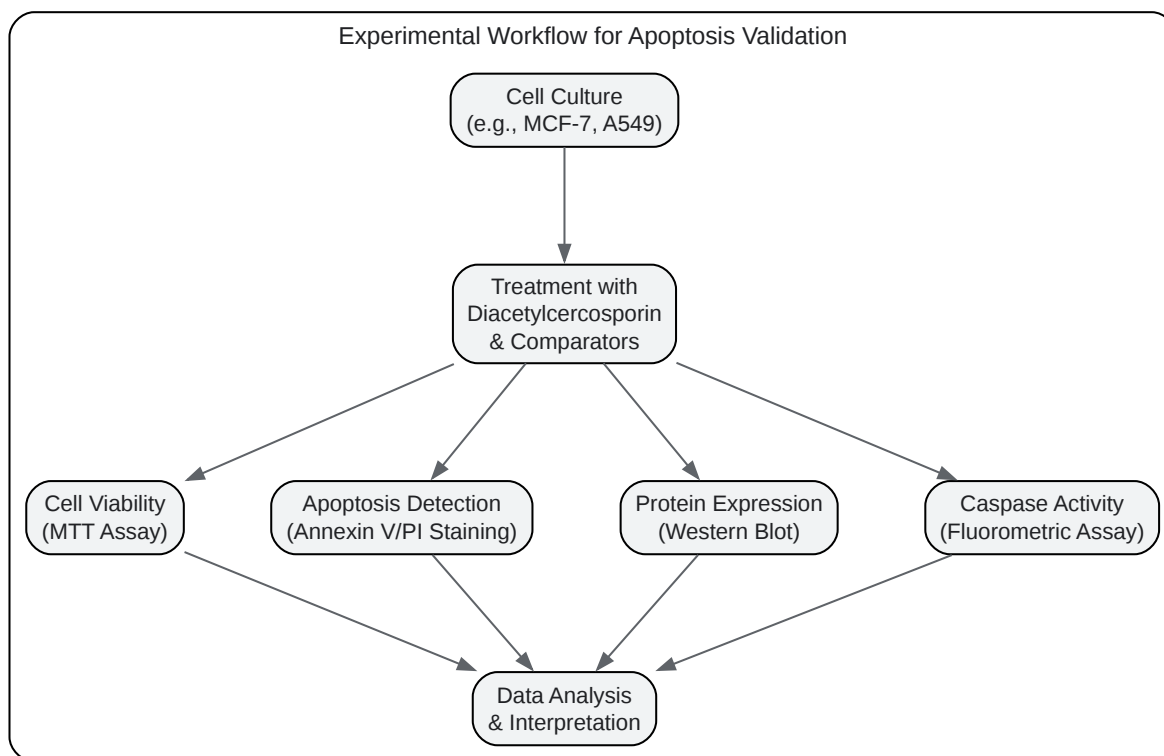 Experimental Workflow for Apoptosis Validation
Cell Culture
(e.g., MCF-7, A549)
Treatment with
Diacetylcercosporin
& Comparators
Cell Viability
(MTT Assay)
Apoptosis Detection
(Annexin V/PI Staining)
Protein Expression
(Western Blot)
Caspase Activity
(Fluorometric Assay)
Data Analysis
& Interpretation